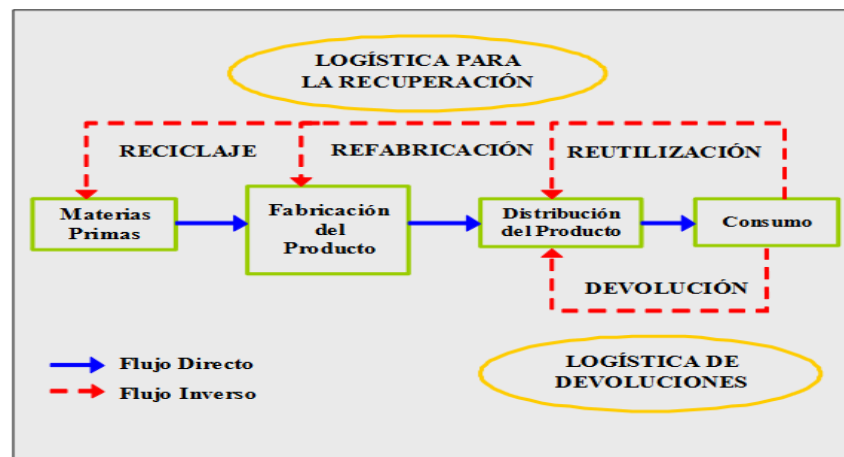 LOGÍSTICA PARA
LA RECUPERACIÓN
RECICLAJE
REFABRICACIÓN
REUTILIZACIÓN
Materias
Primas
Fabricación
del
Producto
Distribución
del Producto
Consumo
DEVOLUCIÓN
LOGÍSTICA DE
DEVOLUCIONES
Flujo Directo
Flujo Inverso